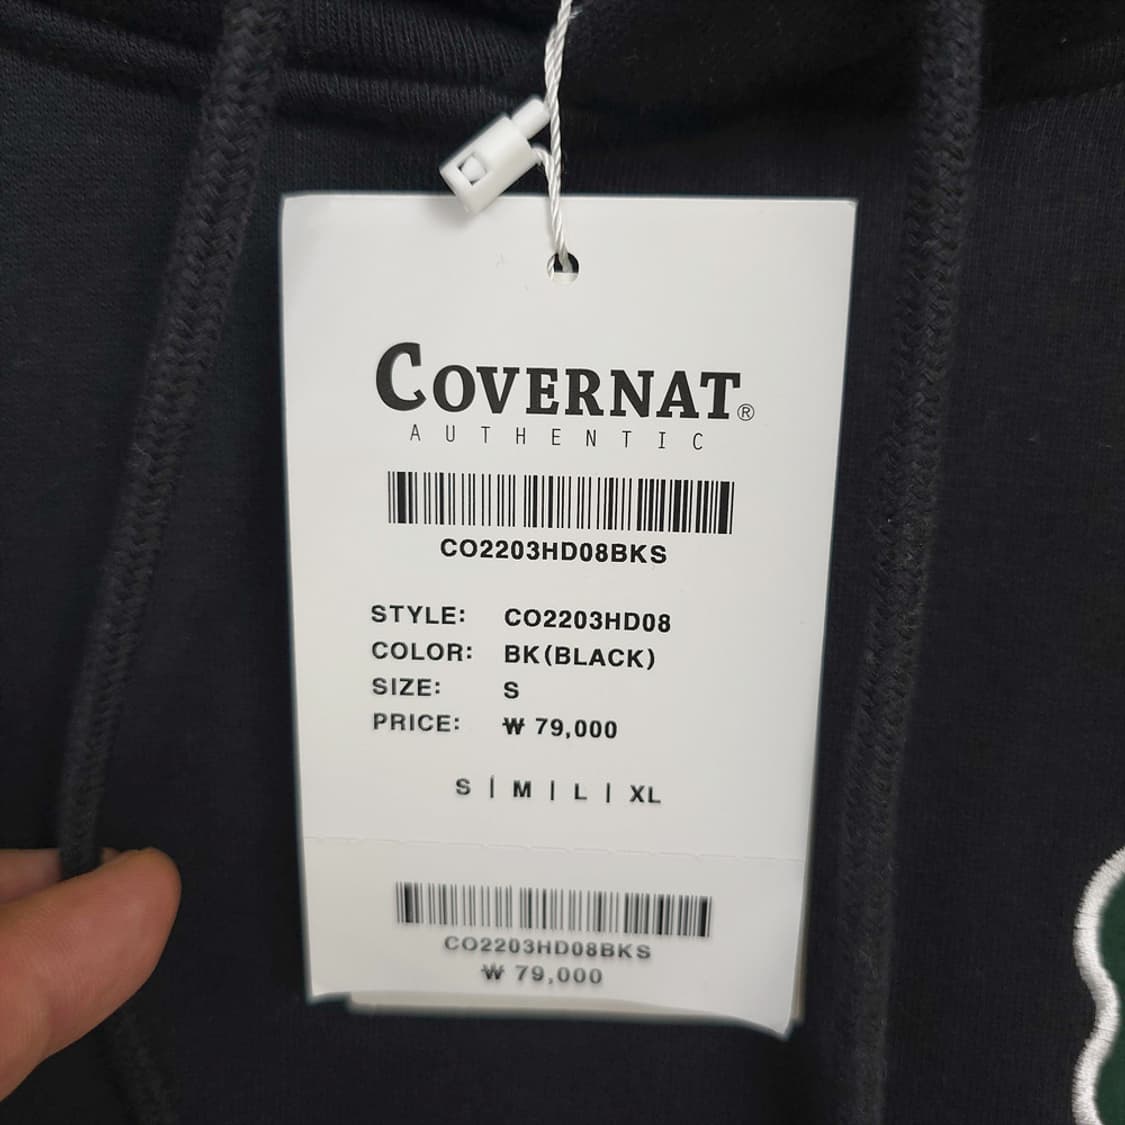 COVERNAT®
AUTHENTIC
CO2203HD08BKS
STYLE: CO2203HD08
COLOR: BK(BLACK)
SIZE: S
PRICE: ₩ 79,000
S | M | L | XL
CO2203HD08BKS
₩ 79,000